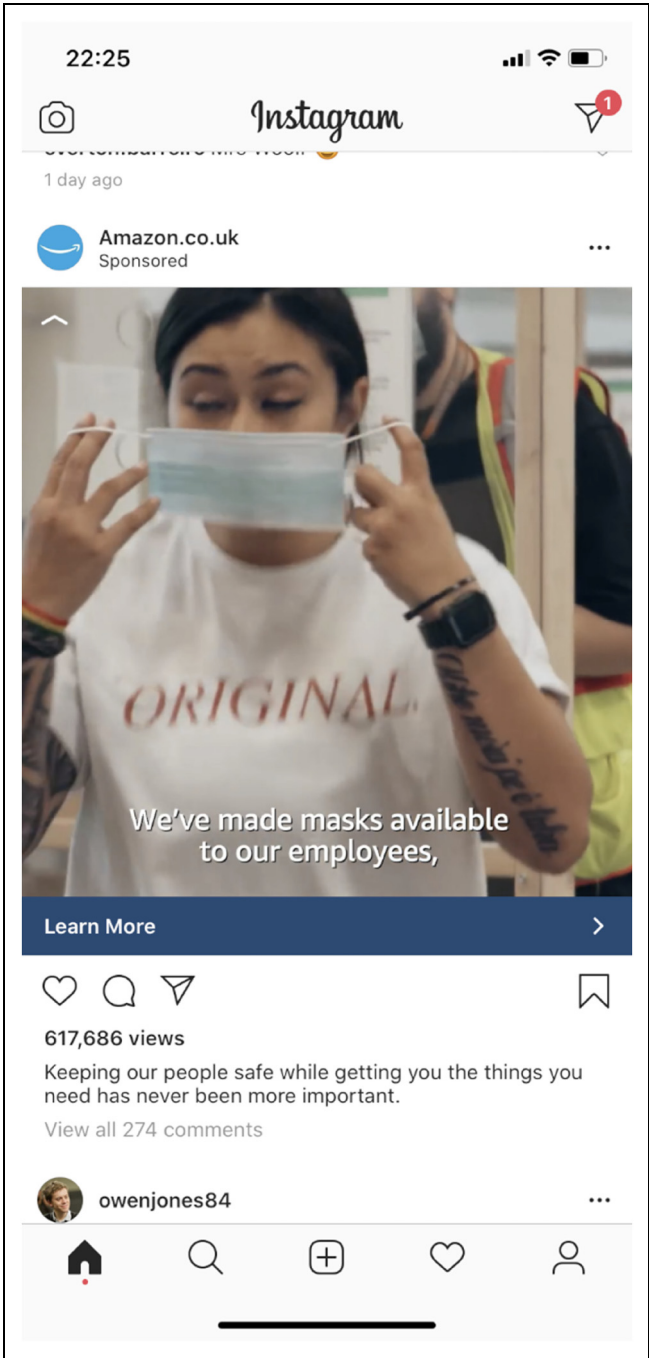 22:25
Instagram
1
1 day ago
Amazon.co.uk
Sponsored
ORIGINAL.
We've made masks available
to our employees,
Learn More
617,686 views
Keeping our people safe while getting you the things you
need has never been more important.
View all 274 comments
owenjones84